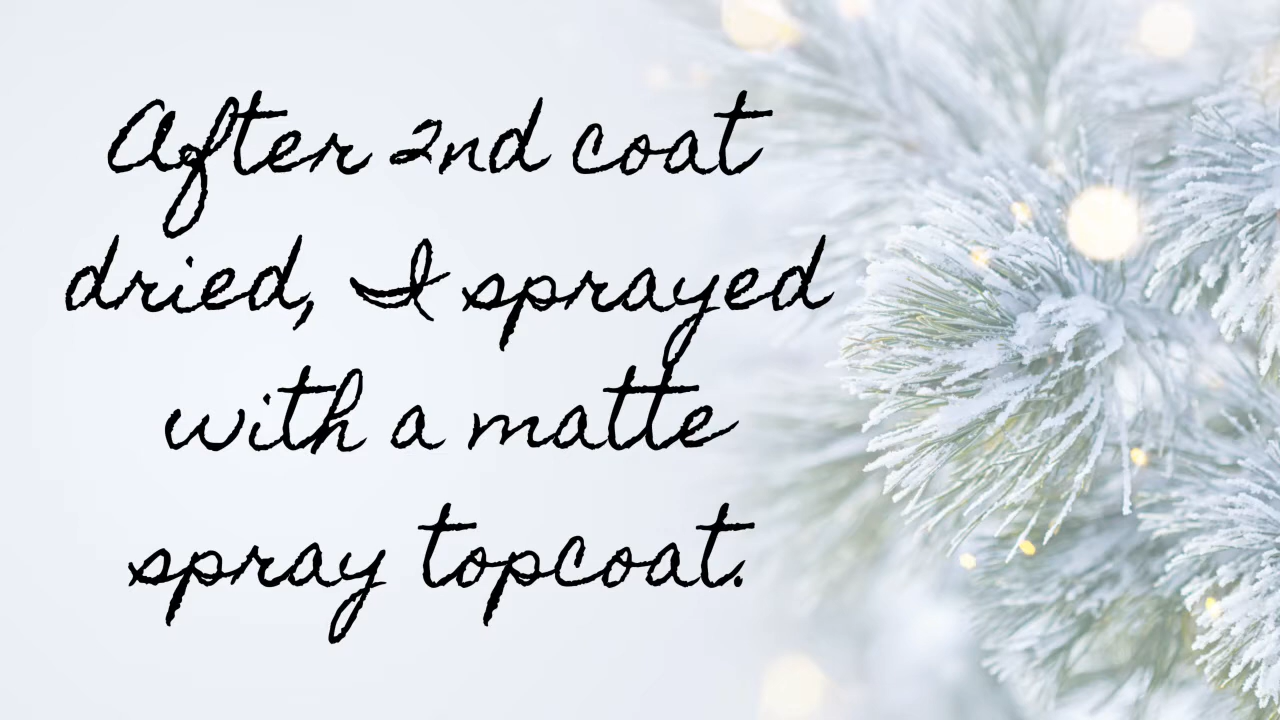 After 2nd coat
dried, I sprayed
with a matte
spray topcoat.